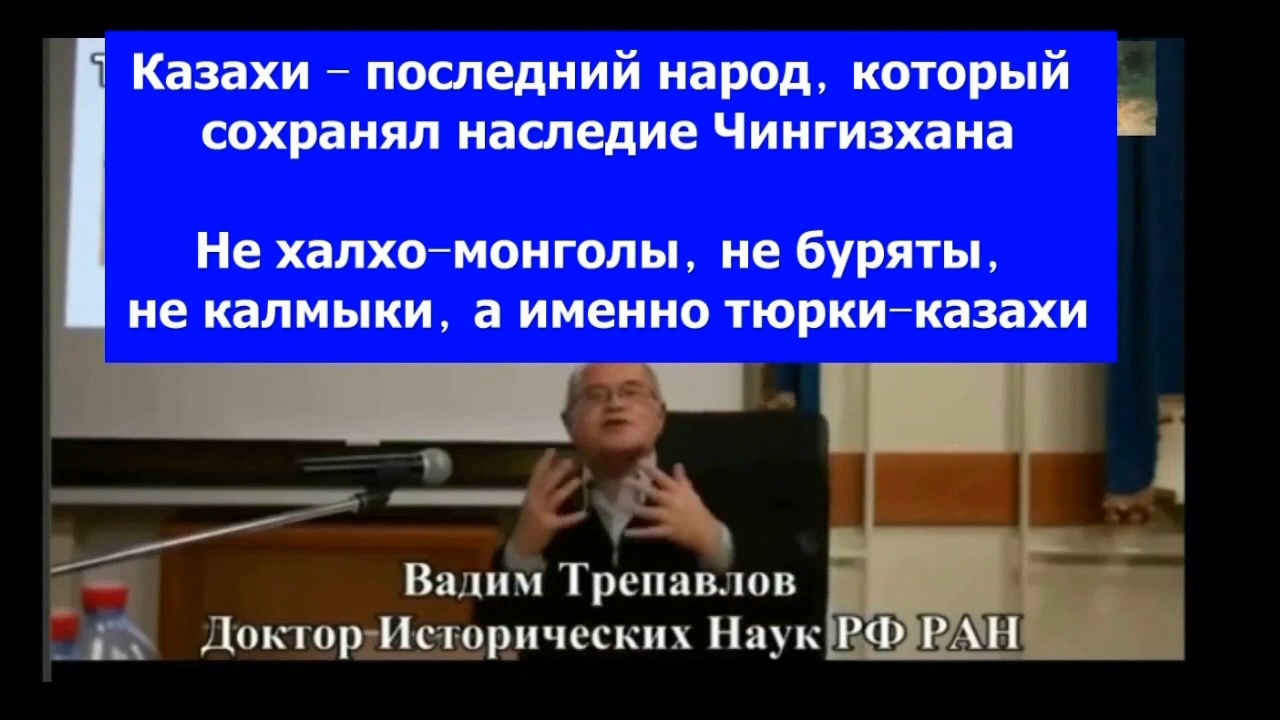 Казахи - последний народ, который
сохранял наследие Чингизхана
Не халхо-монголы, не буряты,
не калмыки, а именно тюрки-казахи
Вадим Трепавлов
Доктор Исторических Наук РФ РАН